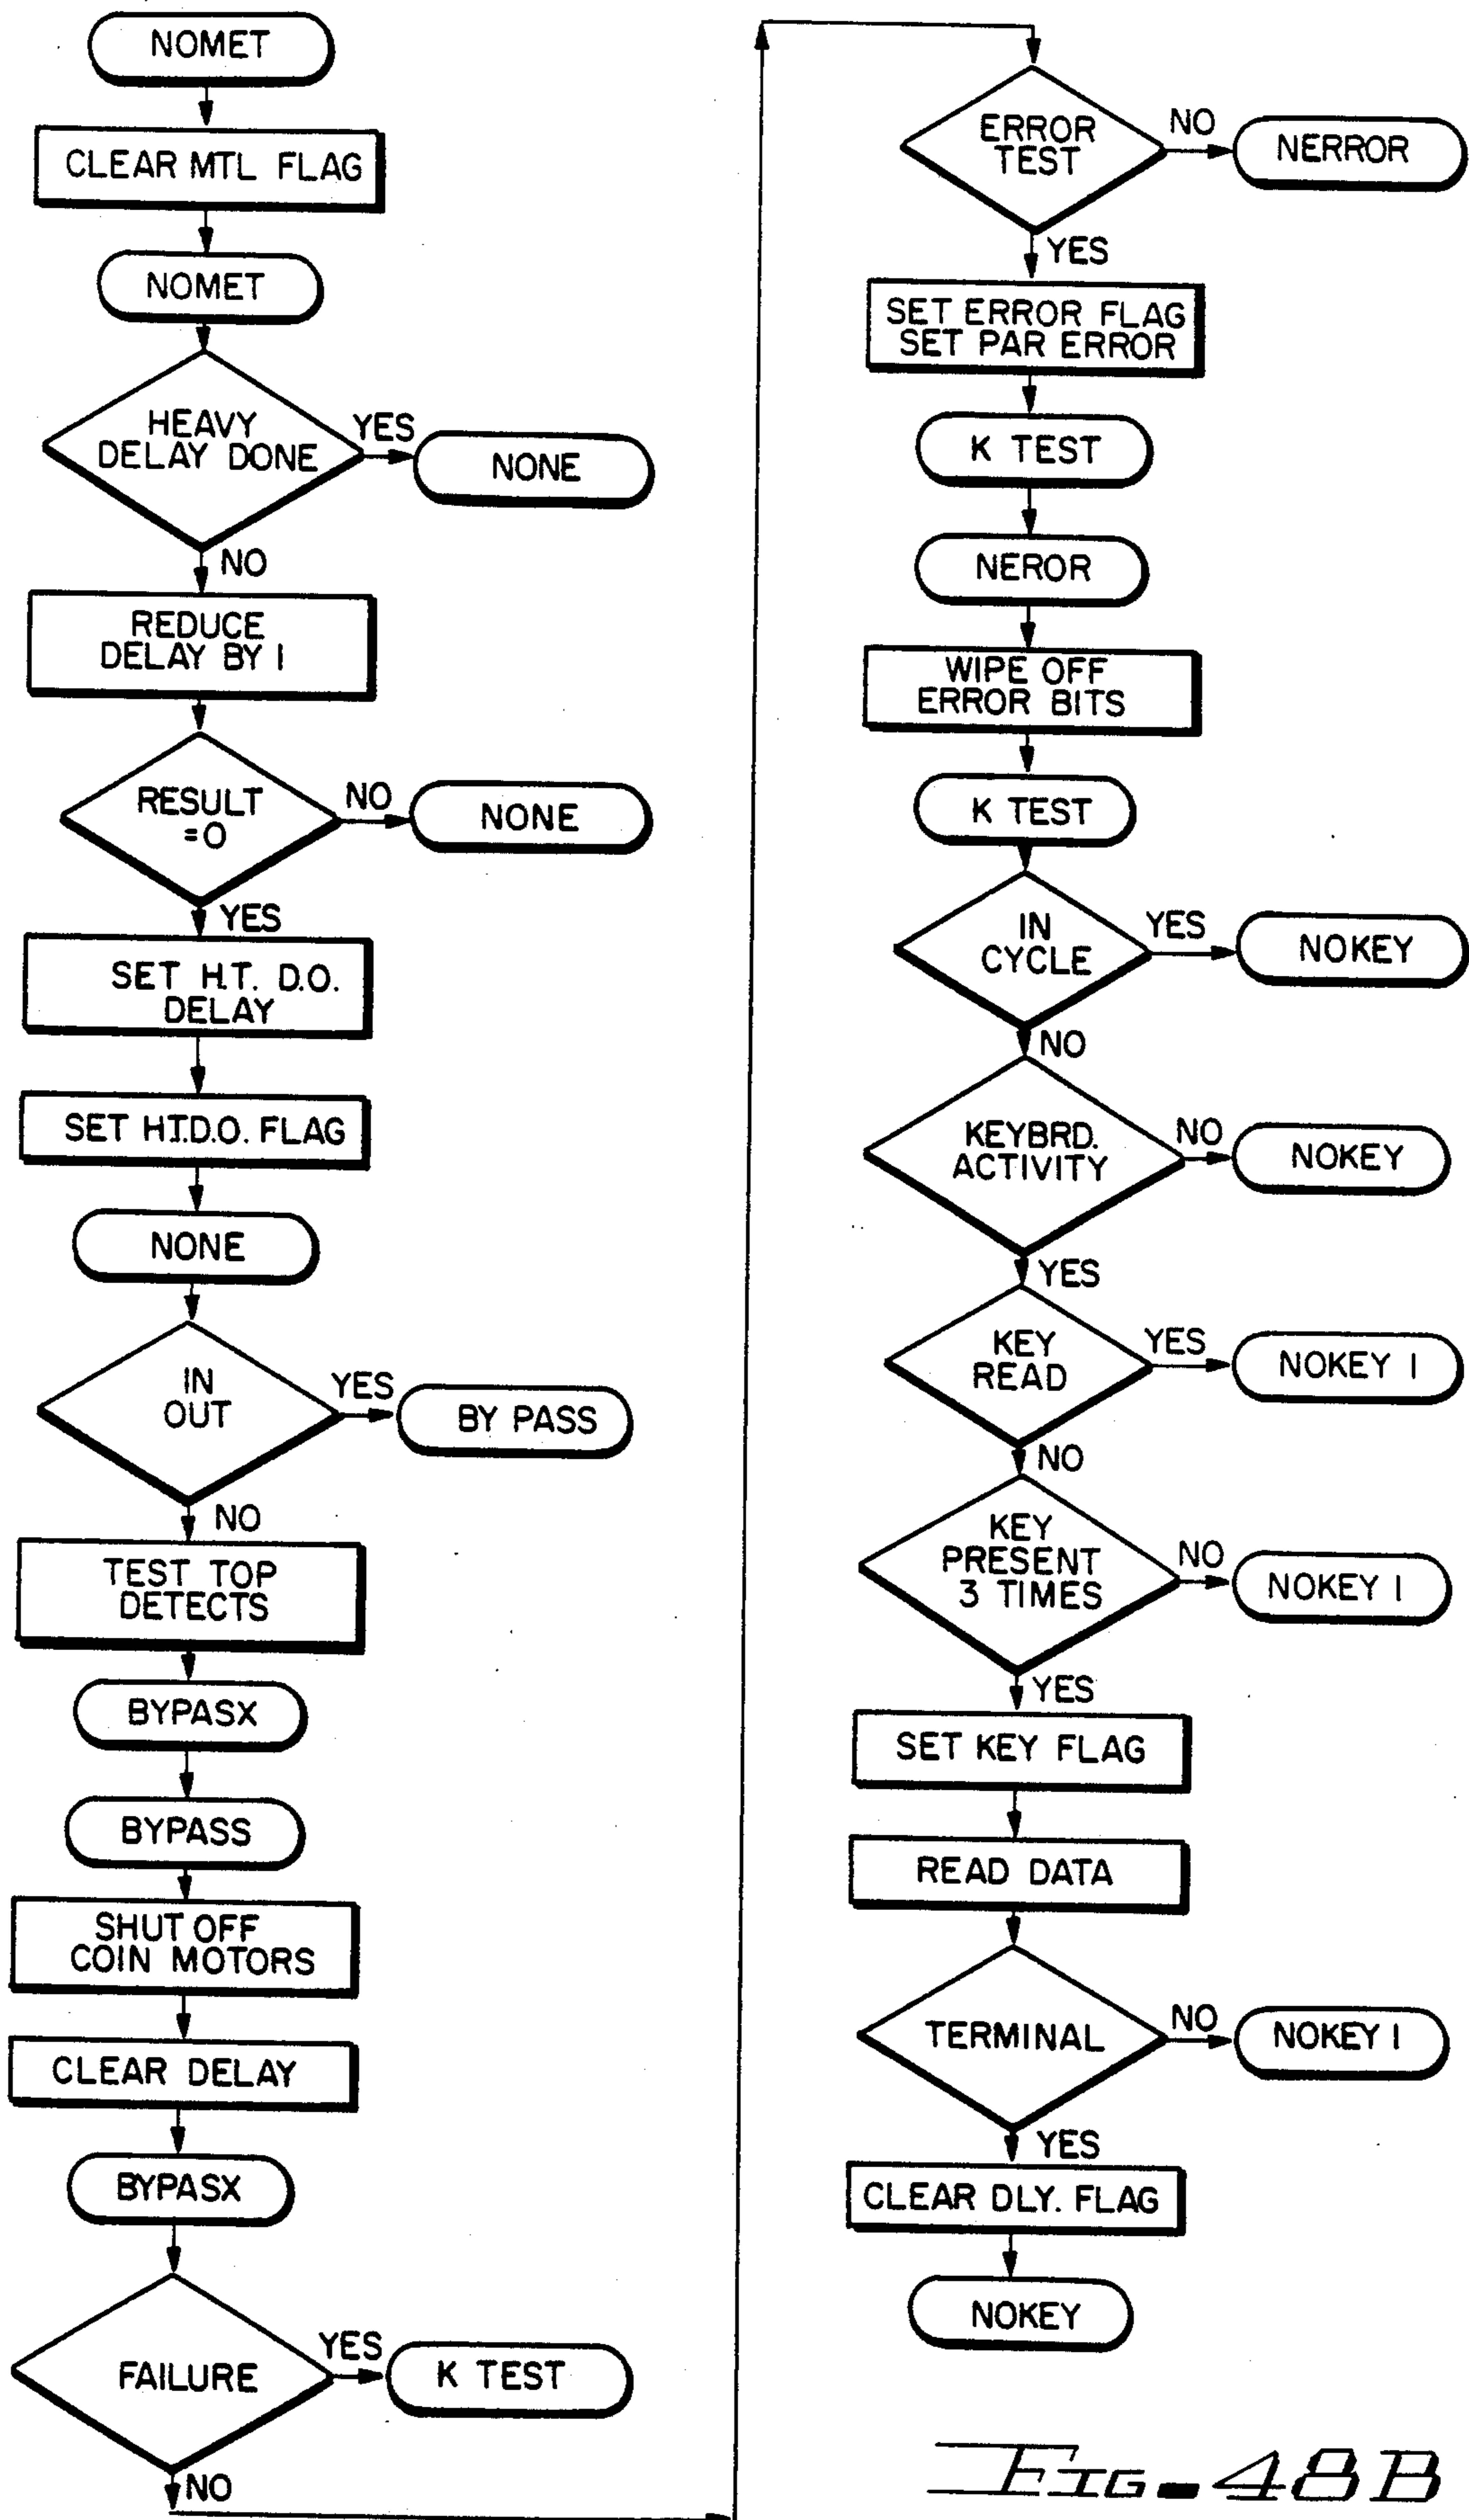 NOMET
CLEAR MTL FLAG
NOMET
HEAVY
DELAY DONE
YES
NONE
NO
REDUCE
DELAY BY 1
RESULT
=0
NO
NONE
YES
SET H.T. D.O.
DELAY
SET H.T.D.O. FLAG
NONE
IN
OUT
YES
BY PASS
NO
TEST TOP
DETECTS
BYPASX
BYPASS
SHUT OFF
COIN MOTORS
CLEAR DELAY
BYPASX
FAILURE
YES
K TEST
NO
ERROR
TEST
NO
NERROR
YES
SET ERROR FLAG
SET PAR ERROR
K TEST
NEROR
WIPE OFF
ERROR BITS
K TEST
IN
CYCLE
YES
NOKEY
NO
KEYBRD.
ACTIVITY
NO
NOKEY
YES
KEY
READ
YES
NOKEY 1
NO
KEY
PRESENT
3 TIMES
NO
NOKEY 1
YES
SET KEY FLAG
READ DATA
TERMINAL
NO
NOKEY 1
YES
CLEAR DLY. FLAG
NOKEY
FIG-48B